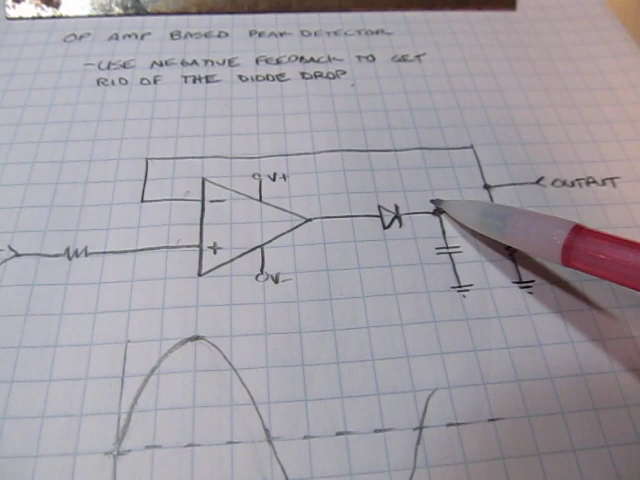 OP AMP BASED PEAK DETECTOR
-USE NEGATIVE FEEDBACK TO GET
RID OF THE DIODE DROP
V+
OUTPUT
-
+
V-